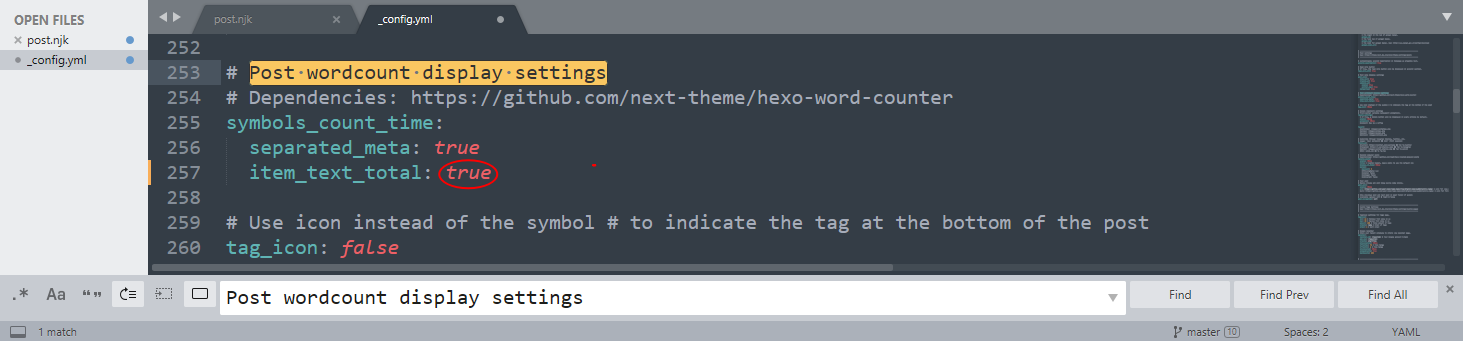 OPEN FILES
post.njk
_config.yml
post.njk
_config.yml
252
253 # Post wordcount display settings
254 # Dependencies: https://github.com/next-theme/hexo-word-counter
255 symbols_count_time:
256 separated_meta: true
257 item_text_total: true
258
259 # Use icon instead of the symbol # to indicate the tag at the bottom of the post
260 tag_icon: false
.* Aa “” Post wordcount display settings Find Find Prev Find All
1 match master 10 Spaces: 2 YAML